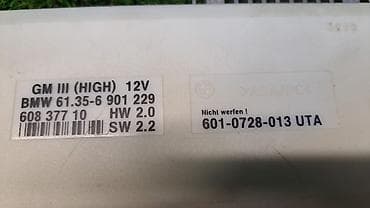 GM III (HIGH) 12V
BMW 61.35-6 901 229
608 377 10 HW 2.0
SW 2.2
Nicht werfen !
601-0728-013 UTA